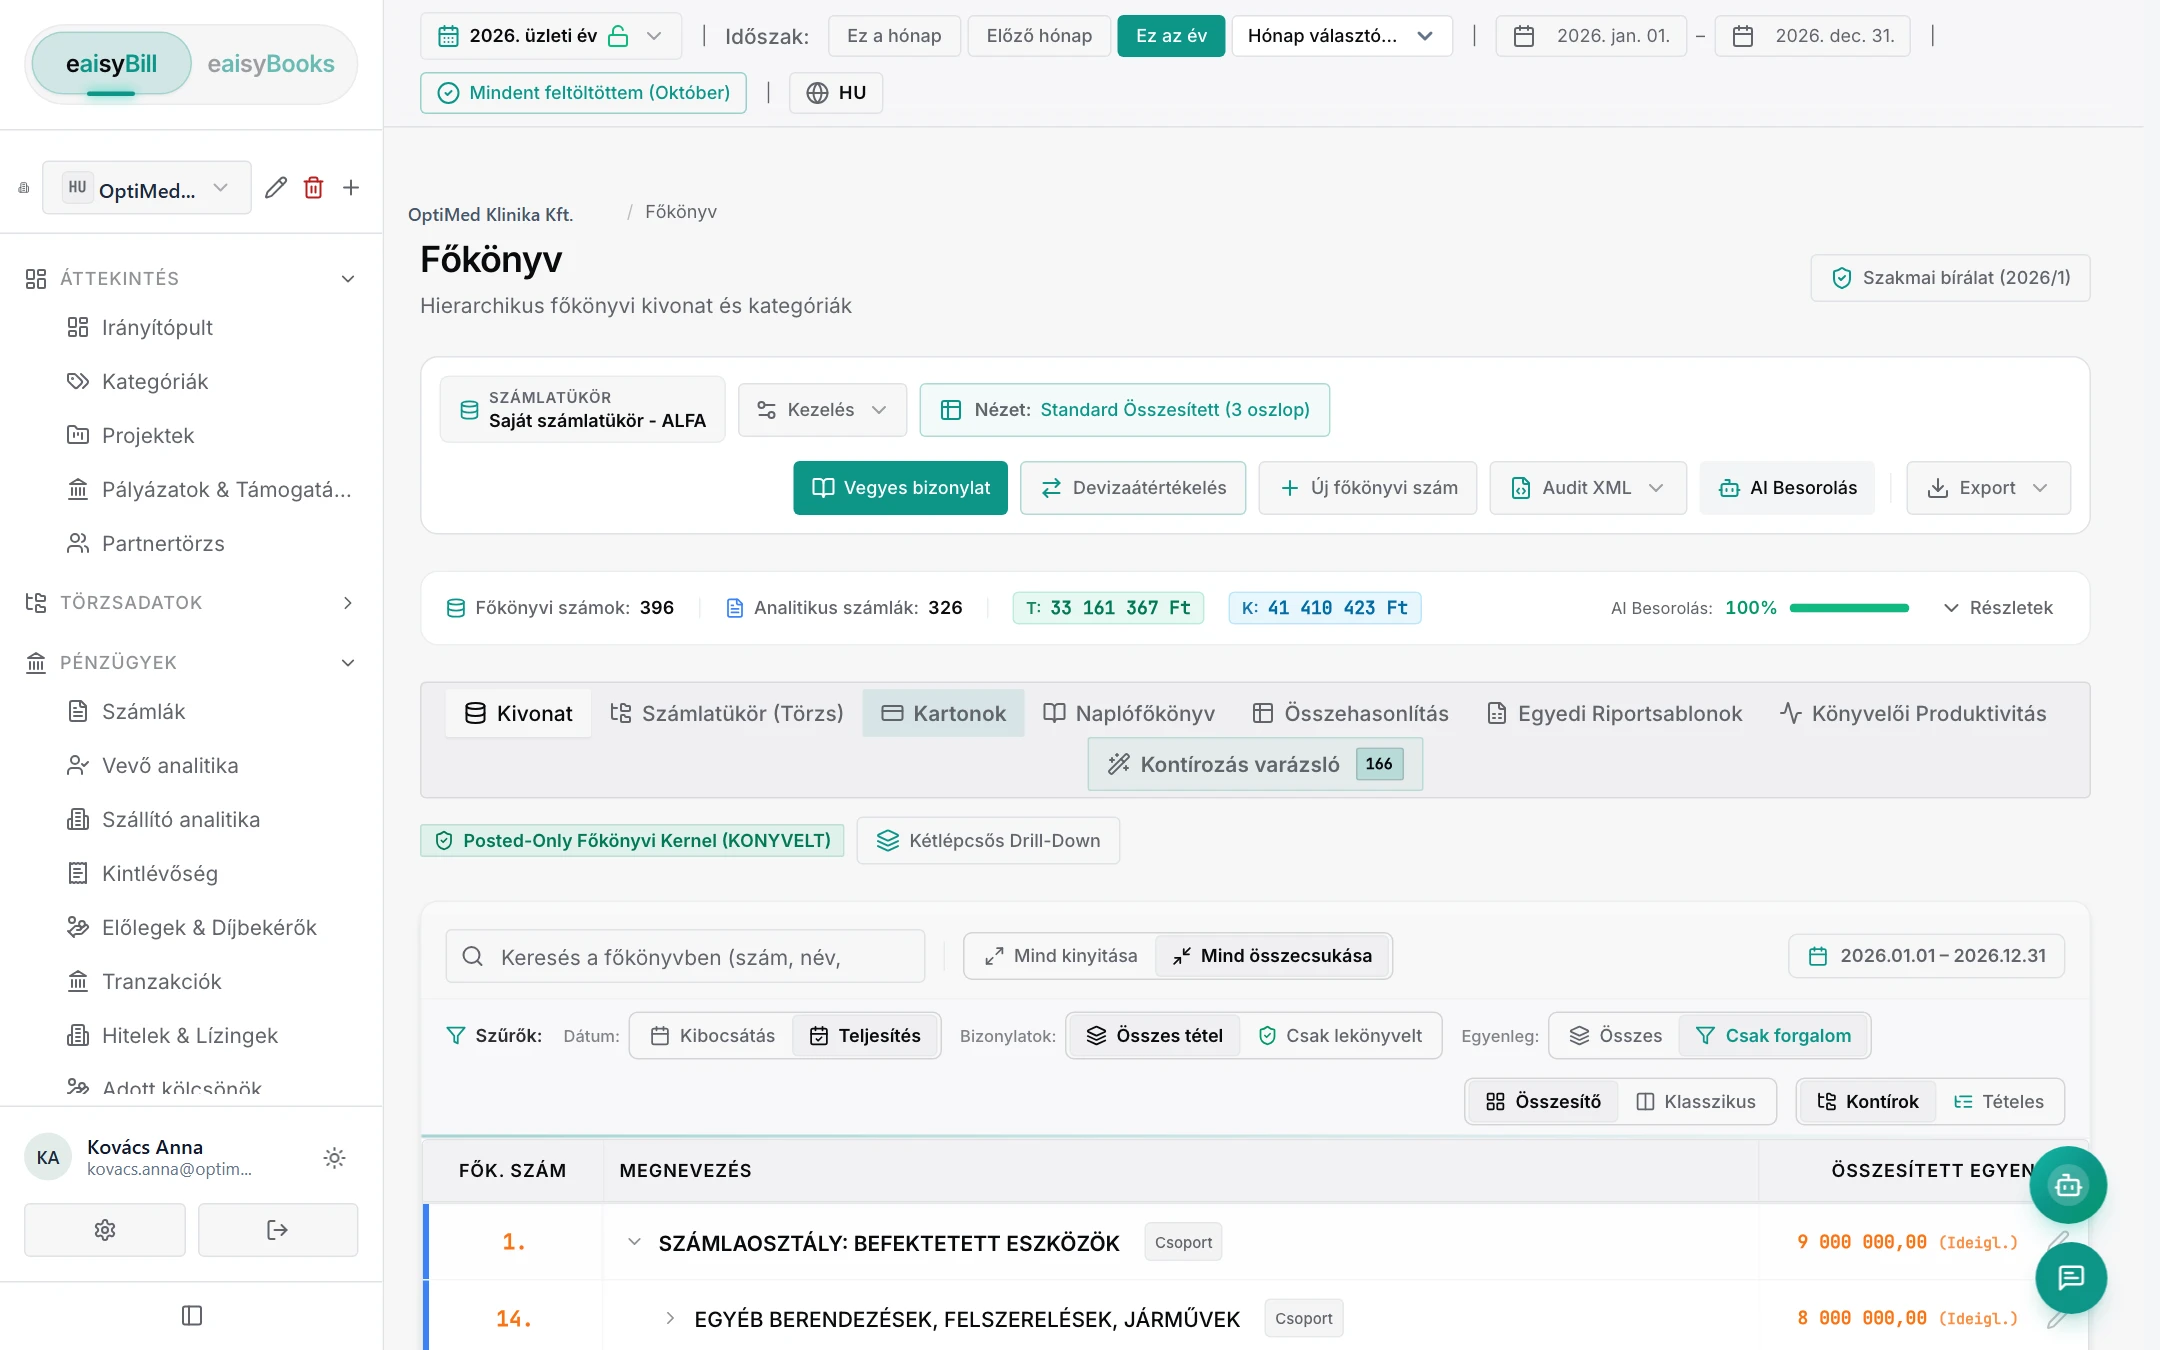 eaisyBill eaisyBooks
2026. üzleti év | Időszak: Ez a hónap Előző hónap Ez az év Hónap választó... | 2026. jan. 01. – 2026. dec. 31. |
Mindent feltöltöttem (Október) | HU
HU OptiMed...
ÁTTEKINTÉS
Irányítópult
Kategóriák
Projektek
Pályázatok & Támogatá...
Partnertörzs
TÖRZSADATOK
PÉNZÜGYEK
Számlák
Vevő analitika
Szállító analitika
Kintlévőség
Előlegek & Díjbekérők
Tranzakciók
Hitelek & Lízingek
Adott kölcsönök
KA Kovács Anna
kovacs.anna@optim...
OptiMed Klinika Kft. / Főkönyv
Főkönyv
Hierarchikus főkönyvi kivonat és kategóriák
Szakmai bírálat (2026/1)
SZÁMLATÜKÖR
Saját számlatükör - ALFA
Kezelés
Nézet: Standard Összesített (3 oszlop)
Vegyes bizonylat Devizaátértékelés Új főkönyvi szám Audit XML AI Besorolás Export
Főkönyvi számok: 396 Analitikus számlák: 326 T: 33 161 367 Ft K: 41 410 423 Ft AI Besorolás: 100% Részletek
Kivonat Számlatükör (Törzs) Kartonok Naplófőkönyv Összehasonlítás Egyedi Riportsablonok Könyvelői Produktivitás
Kontírozás varázsló 166
Posted-Only Főkönyvi Kernel (KONYVELT) Kétlépcsős Drill-Down
Keresés a főkönyvben (szám, név, Mind kinyitása Mind összecsukása 2026.01.01 – 2026.12.31
Szűrők: Dátum: Kibocsátás Teljesítés Bizonylatok: Összes tétel Csak lekönyvelt Egyenleg: Összes Csak forgalom
Összesítő Klasszikus Kontírok Tételes
FŐK. SZÁM MEGNEVEZÉS ÖSSZESÍTETT EGYEN
1. SZÁMLAOSZTÁLY: BEFEKTETETT ESZKÖZÖK Csoport 9 000 000,00 (Ideigl.)
14. EGYÉB BERENDEZÉSEK, FELSZERELÉSEK, JÁRMŰVEK Csoport 8 000 000,00 (Ideigl.)